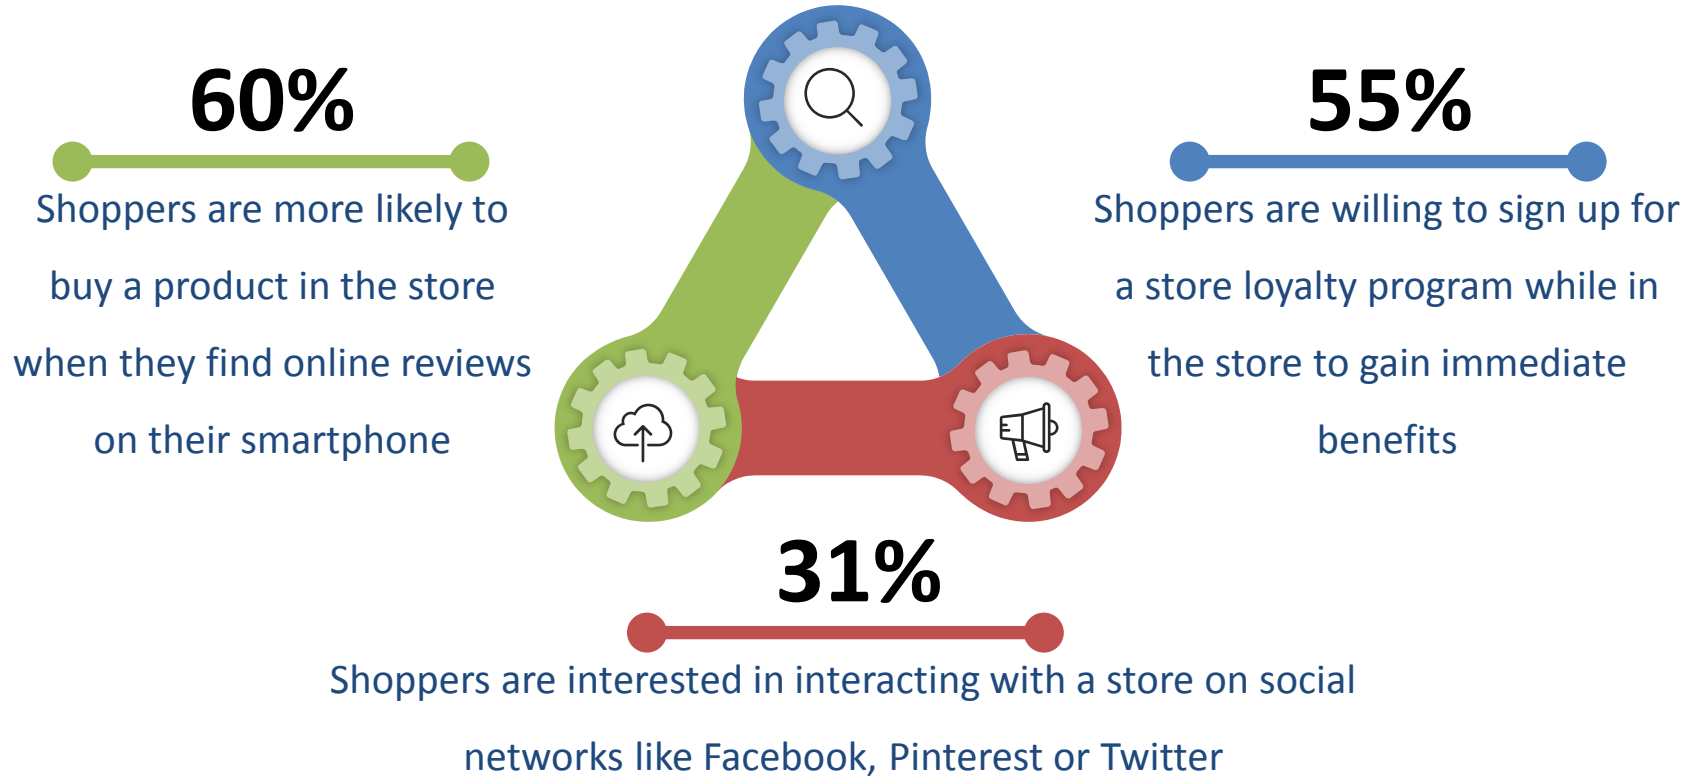 60%
Shoppers are more likely to
buy a product in the store
when they find online reviews
on their smartphone
55%
Shoppers are willing to sign up for
a store loyalty program while in
the store to gain immediate
benefits
31%
Shoppers are interested in interacting with a store on social
networks like Facebook, Pinterest or Twitter